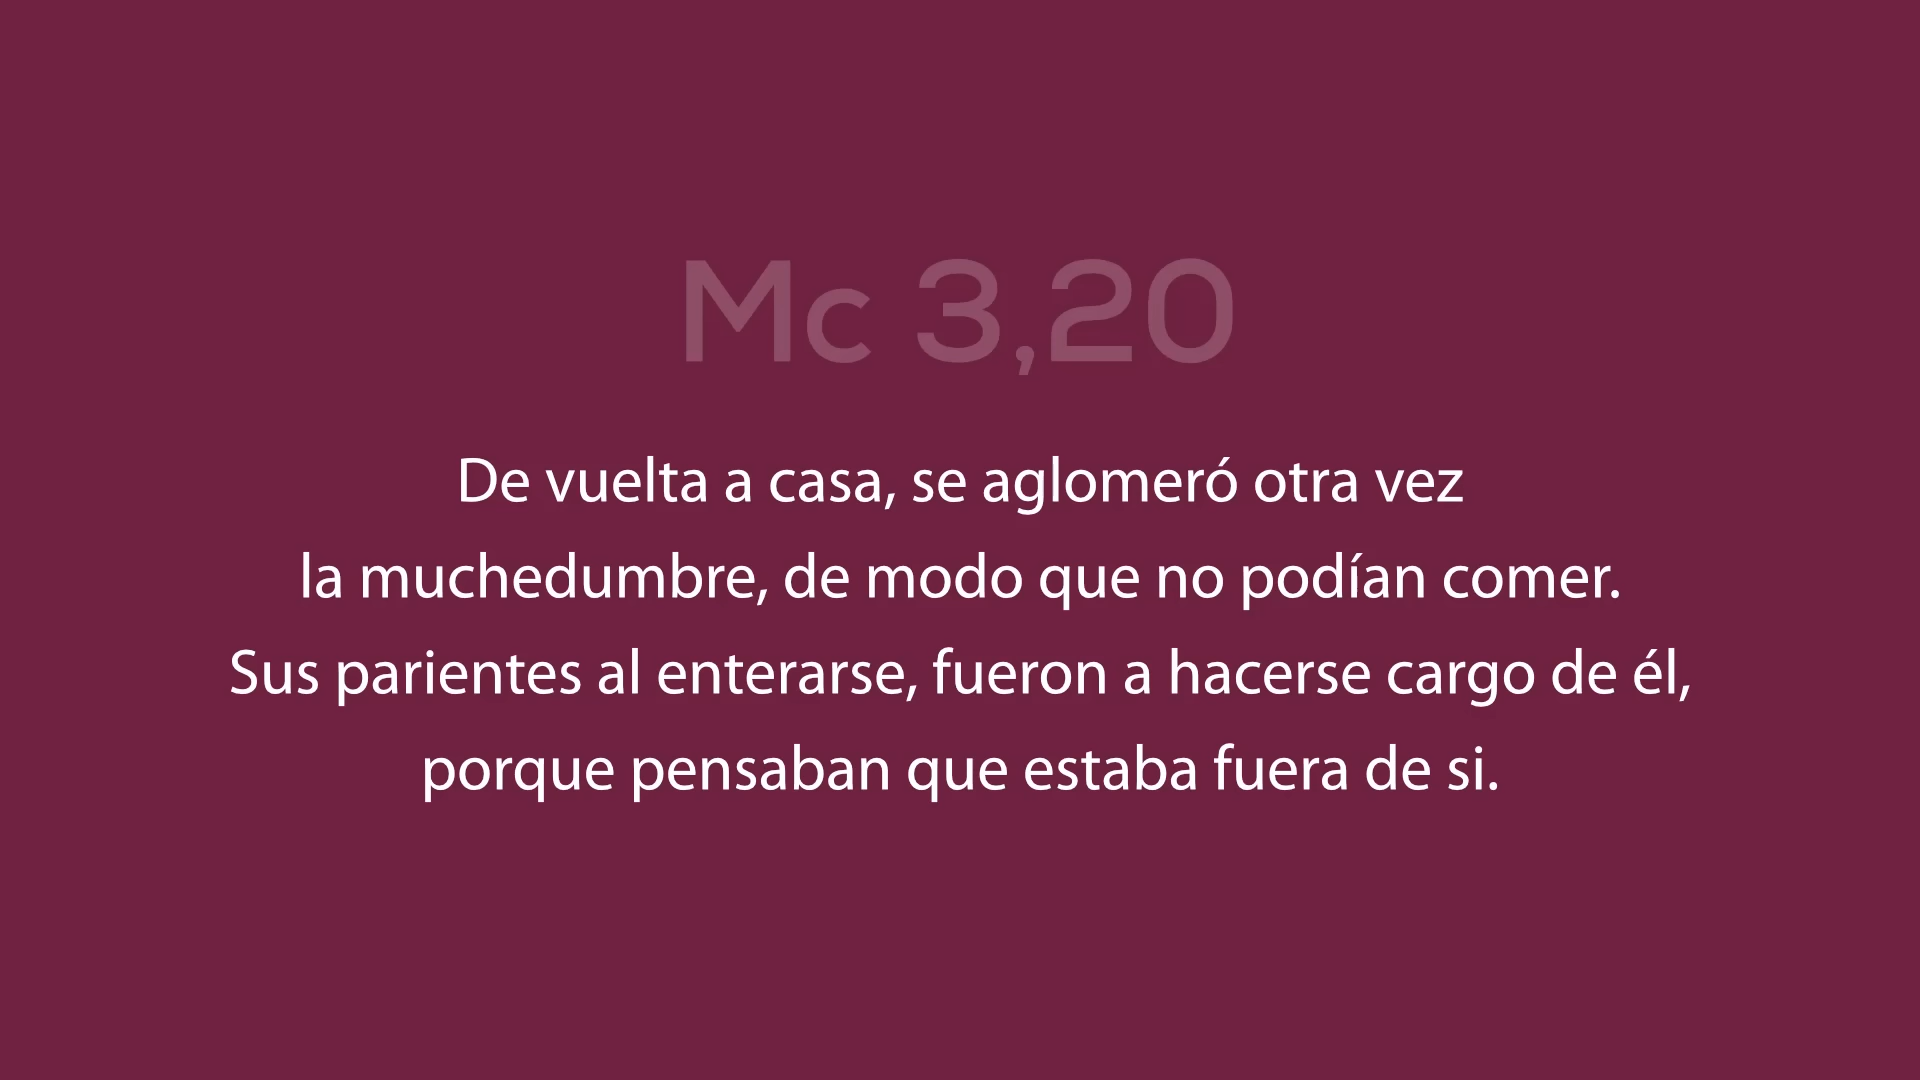 Mc 3,20
De vuelta a casa, se aglomeró otra vez
la muchedumbre, de modo que no podían comer.
Sus parientes al enterarse, fueron a hacerse cargo de él,
porque pensaban que estaba fuera de si.